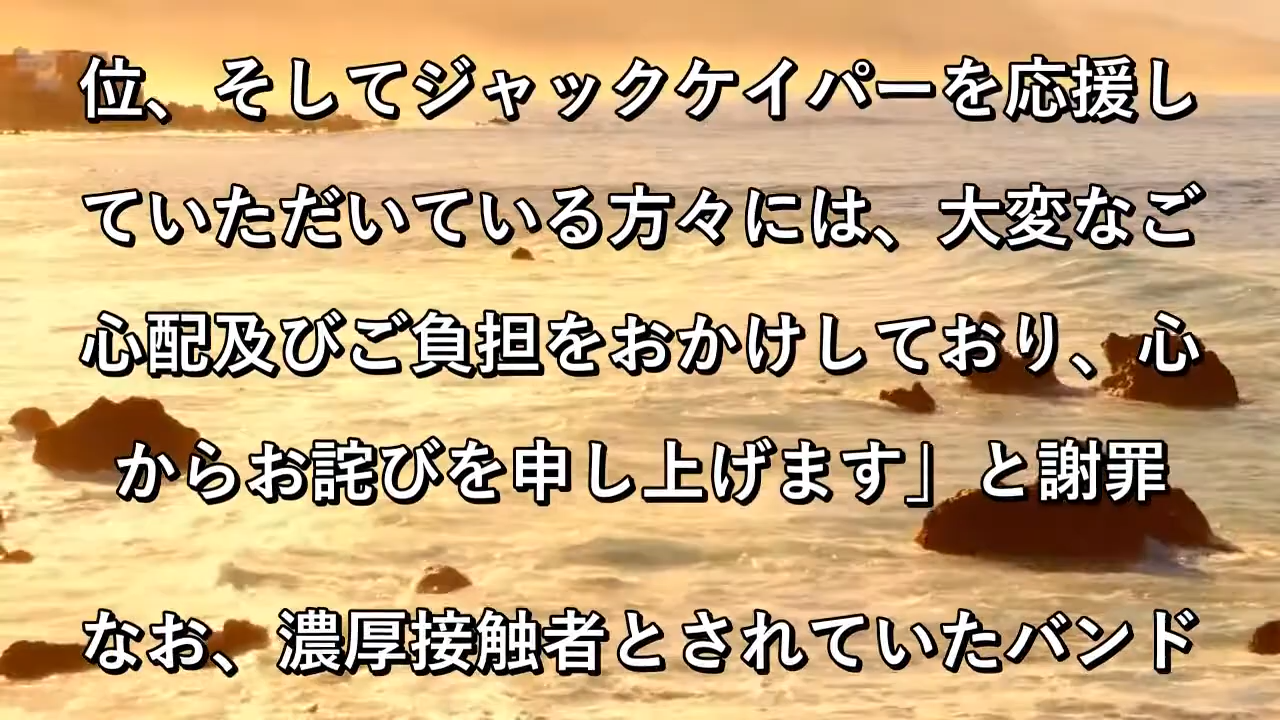 位、そしてジャックケイパーを応援し
ていただいている方々には、大変なご
心配及びご負担をおかけしており、心
からお詫びを申し上げます」と謝罪
なお、濃厚接触者とされていたバンド